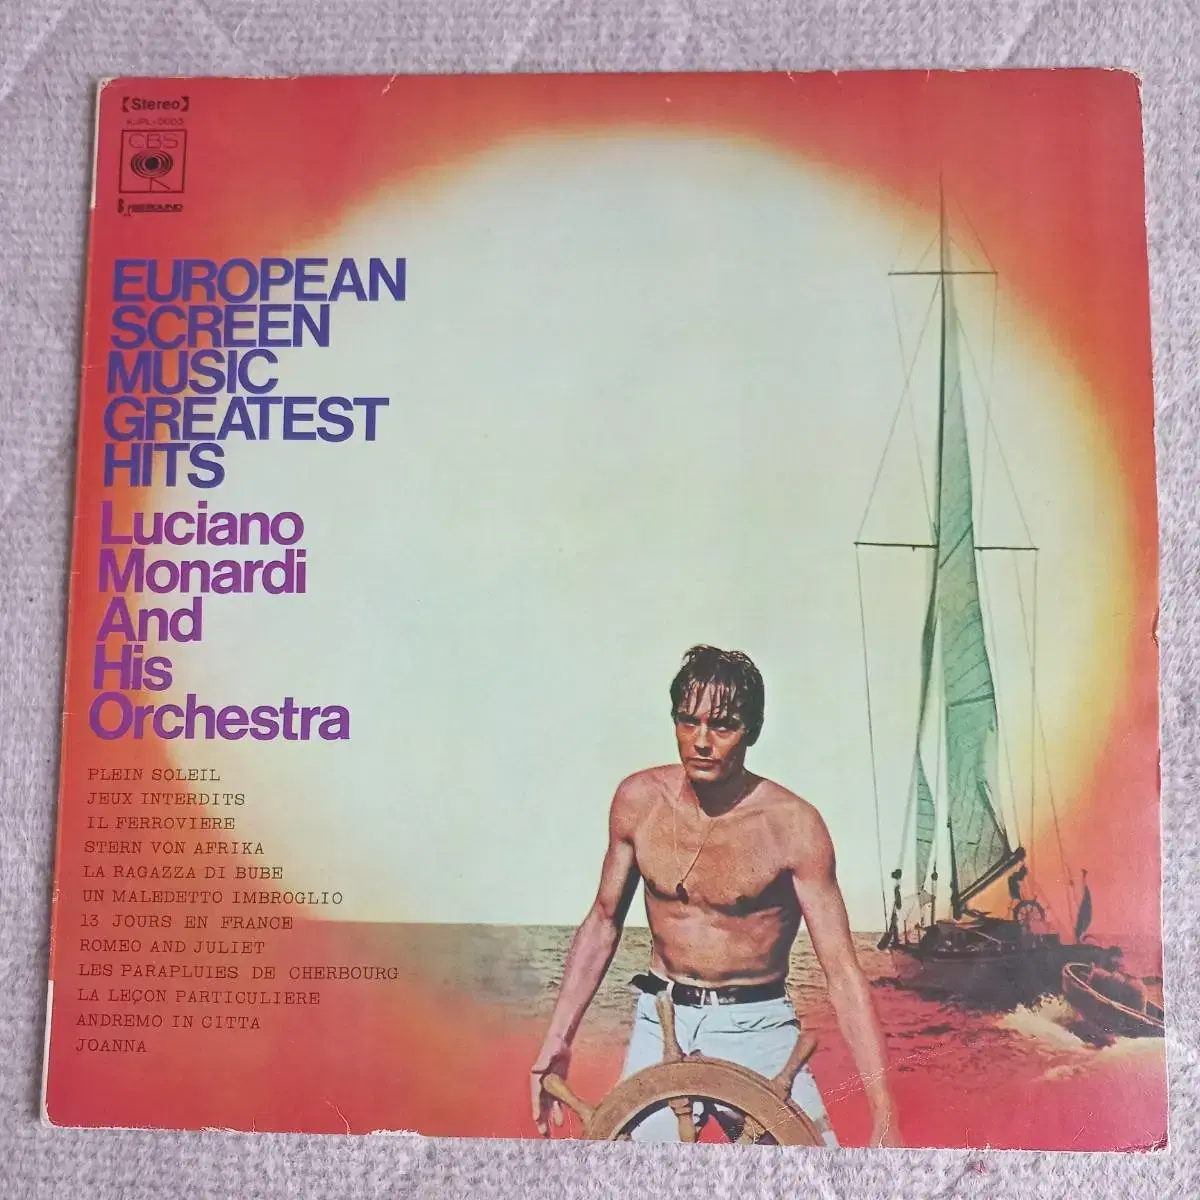 【Stereo】
KJPL-0003
CBS
EUROPEAN
SCREEN
MUSIC
GREATEST
HITS
Luciano
Monardi
And
His
Orchestra
PLEIN SOLEIL
JEUX INTERDITS
IL FERROVIERE
STERN VON AFRIKA
LA RAGAZZA DI BUBE
UN MALEDETTO IMBROGLIO
13 JOURS EN FRANCE
ROMEO AND JULIET
LES PARAPLUIES DE CHERBOURG
LA LEÇON PARTICULIERE
ANDREMO IN CITTA
JOANNA